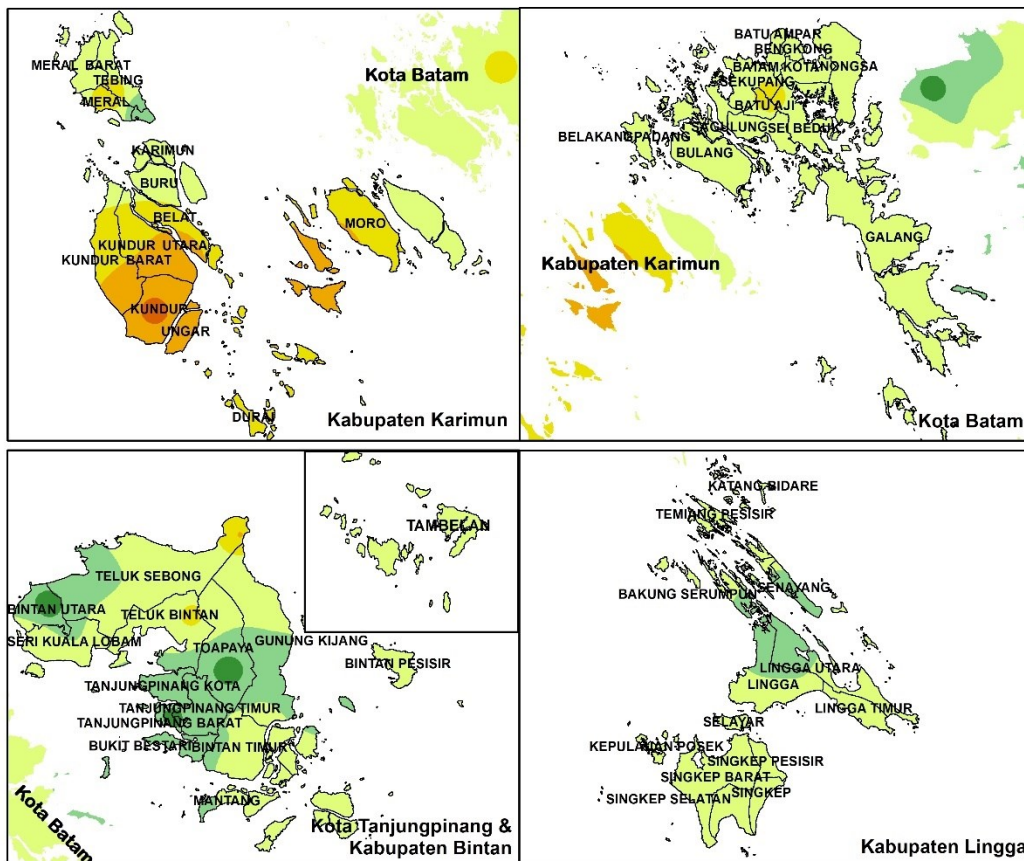 MERAL BARAT
TEBING
MERAL
Kota Batam
KARIMUN
BURU
BELAT
MORO
KUNDUR UTARA
KUNDUR BARAT
KUNDUR
UNGAR
DURAI
Kabupaten Karimun
BATU AMPAR
BENGKONG
BATAM KOTA
NONGSA
SEKUPANG
BATU AJI
SAGULUNG
SEI BEDUK
BELAKANGPADANG
BULANG
GALANG
Kabupaten Karimun
Kota Batam
TAMBELAN
TELUK SEBONG
BINTAN UTARA
TELUK BINTAN
SERI KUALA LOBAM
TOAPAYA
GUNUNG KIJANG
BINTAN PESISIR
TANJUNGPINANG KOTA
TANJUNGPINANG TIMUR
TANJUNGPINANG BARAT
BUKIT BESTARI
BINTAN TIMUR
MANTANG
Kota Batam
Kota Tanjungpinang &
Kabupaten Bintan
KATANG BIDARE
TEMIANG PESISIR
SENAYANG
BAKUNG SERUMPUN
LINGGA UTARA
LINGGA
LINGGA TIMUR
SELAYAR
KEPULAUAN POSEK
SINGKEP PESISIR
SINGKEP BARAT
SINGKEP
SINGKEP SELATAN
Kabupaten Lingga